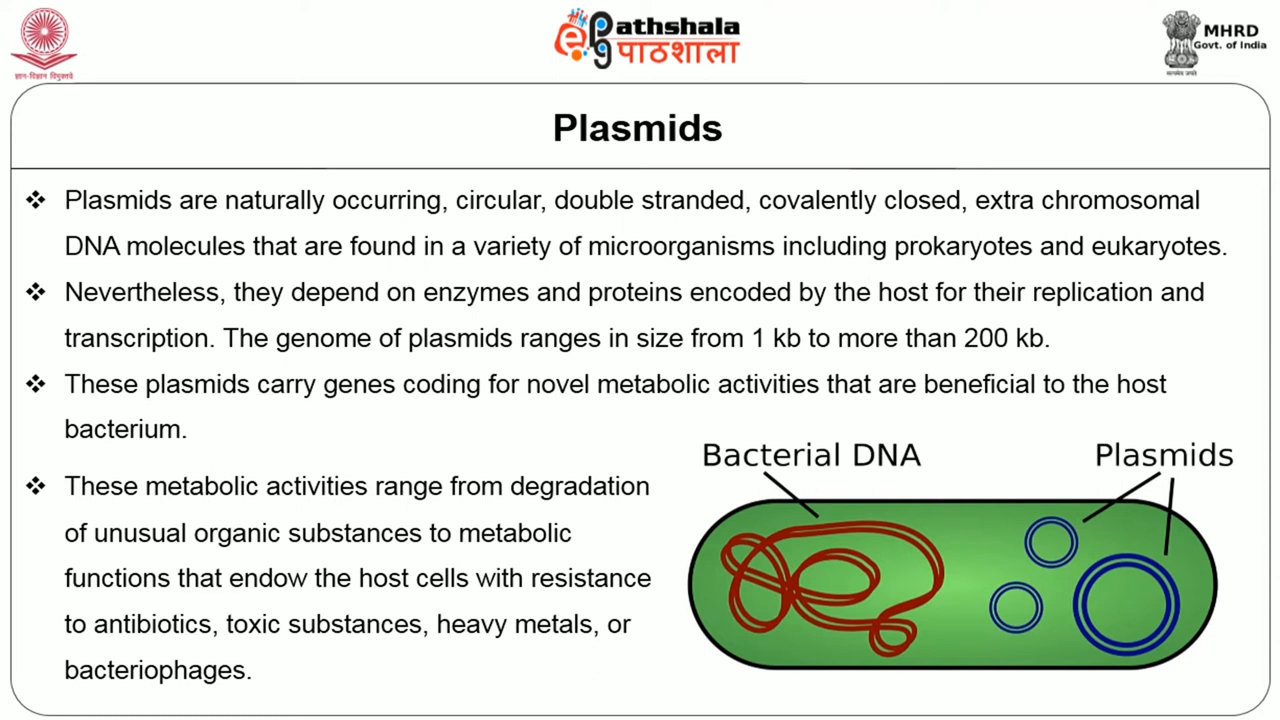 ज्ञान-विज्ञान विमुक्तये
ePathshala
पाठशाला
MHRD
Govt. of India
सत्यमेव जयते
Plasmids
❖ Plasmids are naturally occurring, circular, double stranded, covalently closed, extra chromosomal
DNA molecules that are found in a variety of microorganisms including prokaryotes and eukaryotes.
❖ Nevertheless, they depend on enzymes and proteins encoded by the host for their replication and
transcription. The genome of plasmids ranges in size from 1 kb to more than 200 kb.
❖ These plasmids carry genes coding for novel metabolic activities that are beneficial to the host
bacterium.
❖ These metabolic activities range from degradation
of unusual organic substances to metabolic
functions that endow the host cells with resistance
to antibiotics, toxic substances, heavy metals, or
bacteriophages.
Bacterial DNA
Plasmids